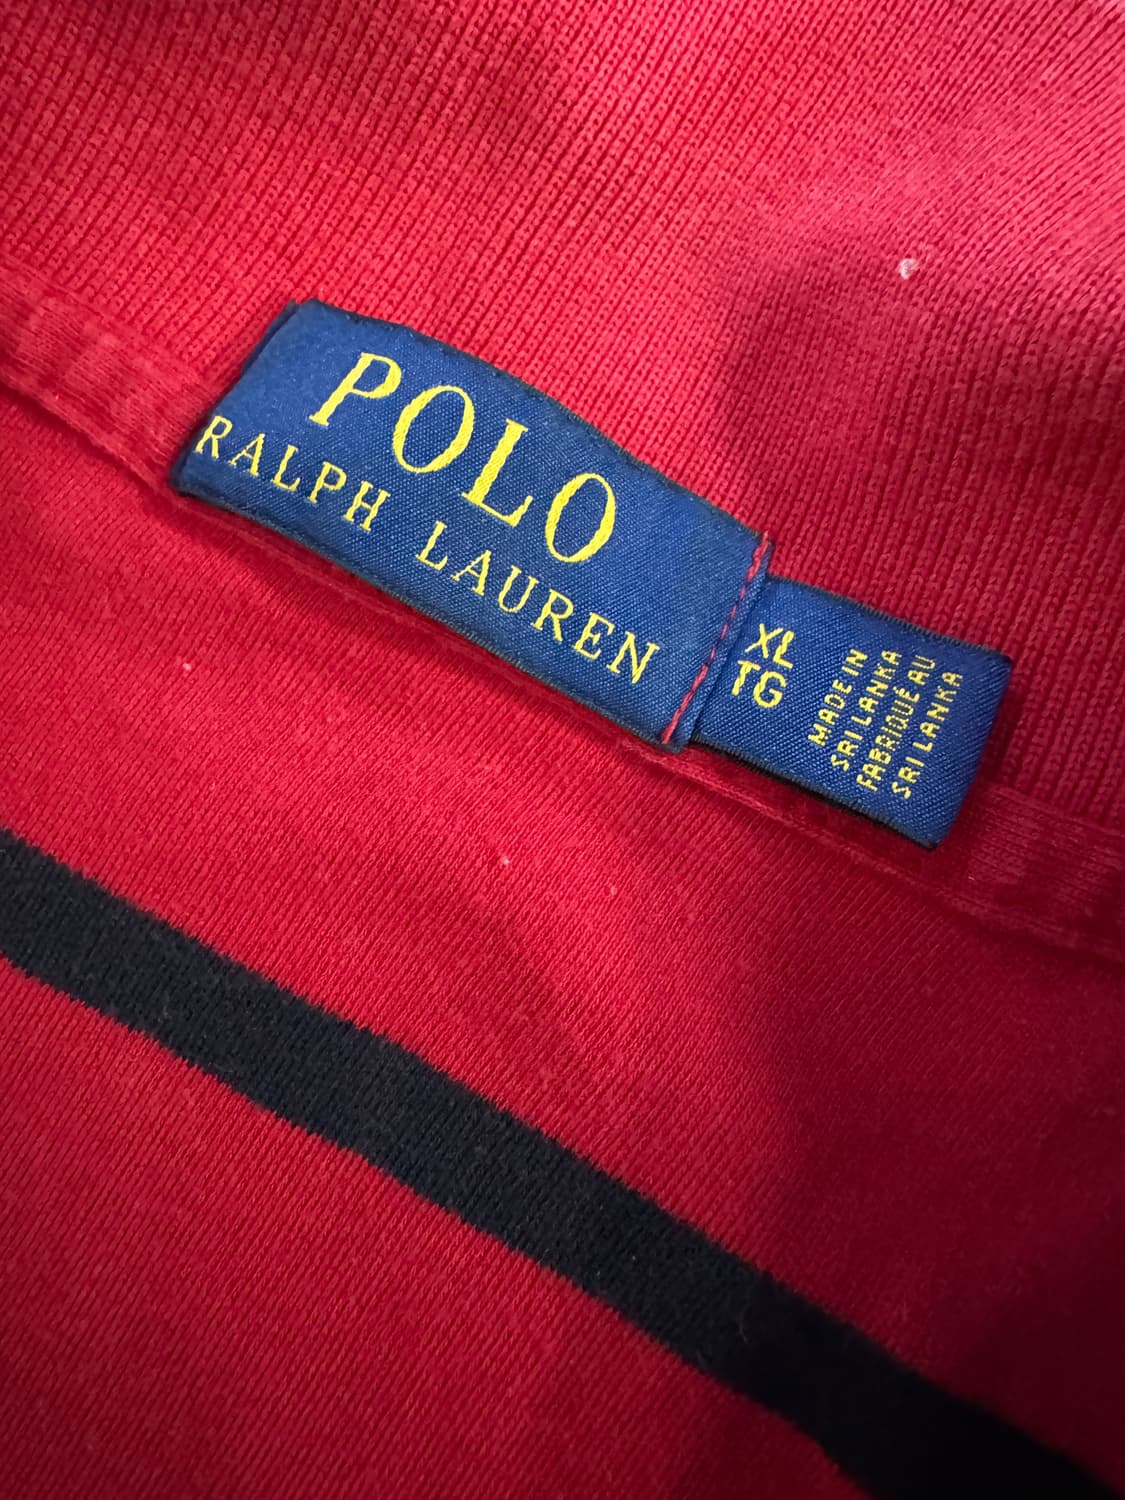 POLO
RALPH LAUREN
XL
TG
MADE IN
SRI LANKA
FABRIQUÉ AU
SRI LANKA